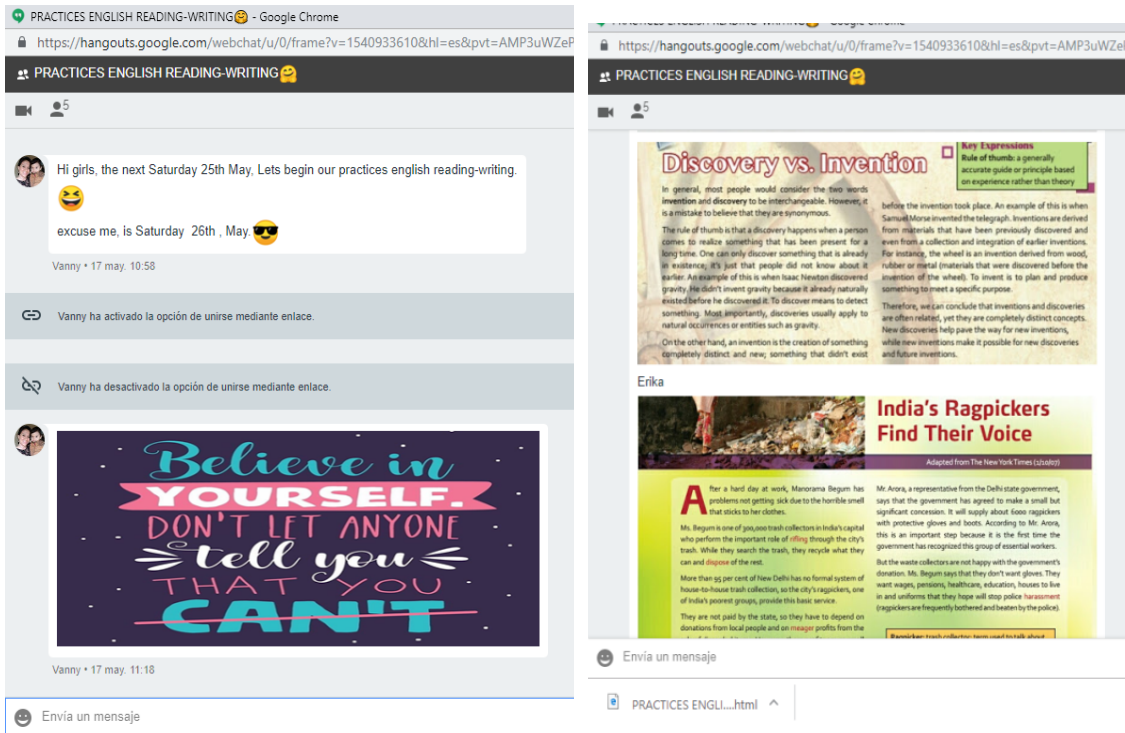 PRACTICES ENGLISH READING-WRITING🤗 - Google Chrome
https://hangouts.google.com/webchat/u/0/frame?v=1540933610&hl=es&pvt=AMP3uWZeP
PRACTICES ENGLISH READING-WRITING🤗
5
Hi girls, the next Saturday 25th May, Lets begin our practices english reading-writing.
😆
excuse me, is Saturday 26th , May.😎
Vanny • 17 may. 10:58
Vanny ha activado la opción de unirse mediante enlace.
Vanny ha desactivado la opción de unirse mediante enlace.
Believe in
YOURSELF.
DON'T LET ANYONE
tell you
THAT YOU
CAN'T
Vanny • 17 may. 11:18
Envía un mensaje
PRACTICES ENGLISH READING-WRITING🤗 - Google Chrome
https://hangouts.google.com/webchat/u/0/frame?v=1540933610&hl=es&pvt=AMP3uWZel
PRACTICES ENGLISH READING-WRITING🤗
5
Discovery vs. Invention
Key Expressions
Rule of thumb: a generally
accurate guide or principle based
on experience rather than theory
In general, most people would consider the two words
invention and discovery to be interchangeable. However, it
is a mistake to believe that they are synonymous.
The rule of thumb is that a discovery happens when a person
comes to realize something that has been present for a
long time. One can only discover something that is already
in existence; it's just that people did not know about it
earlier. An example of this is when Isaac Newton discovered
gravity. He didn't invent gravity because it already naturally
existed before he discovered it. To discover means to detect
something. Most importantly, discoveries usually apply to
natural occurrences or entities such as gravity.
On the other hand, an invention is the creation of something
completely distinct and new; something that didn't exist
before the invention took place. An example of this is when
Samuel Morse invented the telegraph. Inventions are derived
from materials that have been previously discovered and
even from a collection and integration of earlier inventions.
For instance, the wheel is an invention derived from wood,
rubber or metal (materials that were discovered before the
invention of the wheel). To invent is to plan and produce
something to meet a specific purpose.
Therefore, we can conclude that inventions and discoveries
are often related, yet they are completely distinct concepts.
New discoveries help pave the way for new inventions,
while new inventions make it possible for new discoveries
and future inventions.
Erika
India's Ragpickers
Find Their Voice
Adapted from The New York Times (1/10/07)
After a hard day at work, Manorama Begum has
problems not getting sick due to the horrible smell
that sticks to her clothes.
Ms. Begum is one of 300,000 trash collectors in India's capital
who perform the important role of rifling through the city's
trash. While they search the trash, they recycle what they
can and dispose of the rest.
More than 95 per cent of New Delhi has no formal system of
house-to-house trash collection, so the city's ragpickers, one
of India's poorest groups, provide this basic service.
They are not paid by the state, so they have to depend on
donations from local people and on meager profits from the
Mr. Arora, a representative from the Delhi state government,
says that the government has agreed to make a small but
significant concession. It will supply about 6000 ragpickers
with protective gloves and boots. According to Mr. Arora,
this is an important step because it is the first time the
government has recognized this group of essential workers.
But the waste collectors are not happy with the government's
donation. Ms. Begum says that they don't want gloves. They
want wages, pensions, healthcare, education, houses to live
in and uniforms that they hope will stop police harassment
(ragpickers are frequently bothered and beaten by the police).
Ragpicker: trash collector; term used to talk about
Envía un mensaje
PRACTICES ENGLI....html